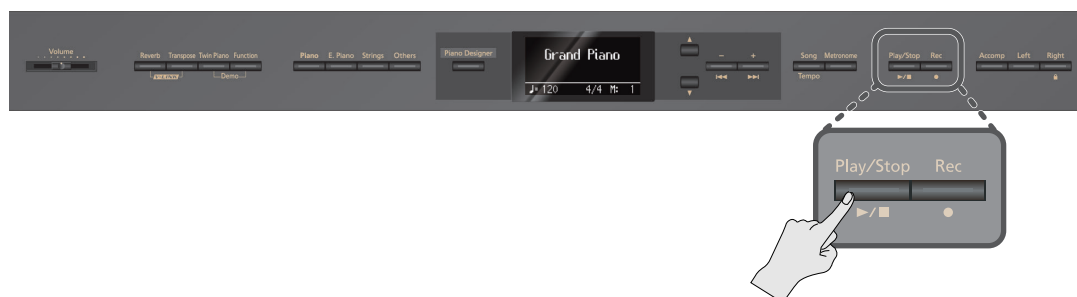 Volume
Reverb Transpose Twin Piano Function
V-LINK Demo
Piano E. Piano Strings Others
Piano Designer
Grand Piano
♩= 120 4/4 M: 1
– +
Song Metronome
Tempo
Play/Stop Rec
Accomp Left Right
Play/Stop Rec